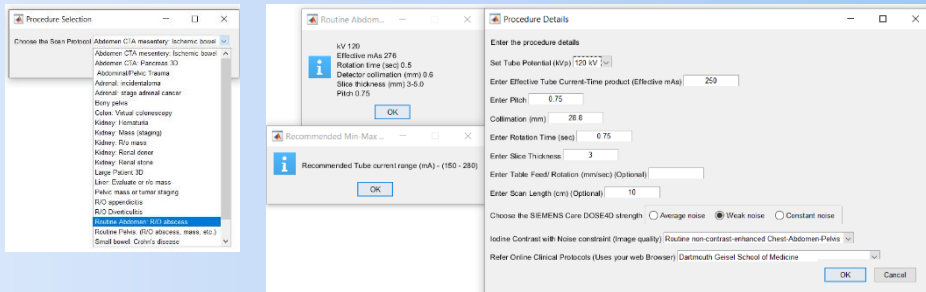 Procedure Selection
Choose the Scan Protocol Abdomen CTA mesentery: Ischemic bowel
Abdomen CTA mesentery: Ischemic bowel
Abdomen CTA: Pancreas 3D
Abdominal/Pelvic Trauma
Adrenal: incidentaloma
Adrenal: stage adrenal cancer
Bony pelvis
Colon: Virtual colonoscopy
Kidney: Hematuria
Kidney: Mass (staging)
Kidney: R/o mass
Kidney: Renal donor
Kidney: Renal stone
Large Patient 3D
Liver: Evaluate or r/o mass
Pelvic mass or tumor staging
R/O appendicitis
R/O Diverticulitis
Routine Abdomen: R/O abscess
Routine Pelvis: (R/O abscess, mass, etc.)
Small bowel: Crohn's disease
Routine Abdom...
kV 120
Effective mAs 276
Rotation time (sec) 0.5
Detector collimation (mm) 0.6
Slice thickness (mm) 3-5.0
Pitch 0.75
OK
Recommended Min-Max ...
Recommended Tube current range (mA) - (150 - 280)
OK
Procedure Details
Enter the procedure details
Set Tube Potential (kVp) 120 kV
Enter Effective Tube Current-Time product (Effective mAs) 250
Enter Pitch 0.75
Collimation (mm) 28.8
Enter Rotation Time (sec) 0.75
Enter Slice Thickness 3
Enter Table Feed/ Rotation (mm/sec) (Optional)
Enter Scan Length (cm) (Optional) 10
Choose the SIEMENS Care DOSE4D strength Average noise Weak noise Constant noise
Iodine Contrast with Noise constraint (Image quality) Routine non-contrast-enhanced Chest-Abdomen-Pelvis
Refer Online Clinical Protocols (Uses your web Browser) Dartmouth Geisel School of Medicine
OK Cancel